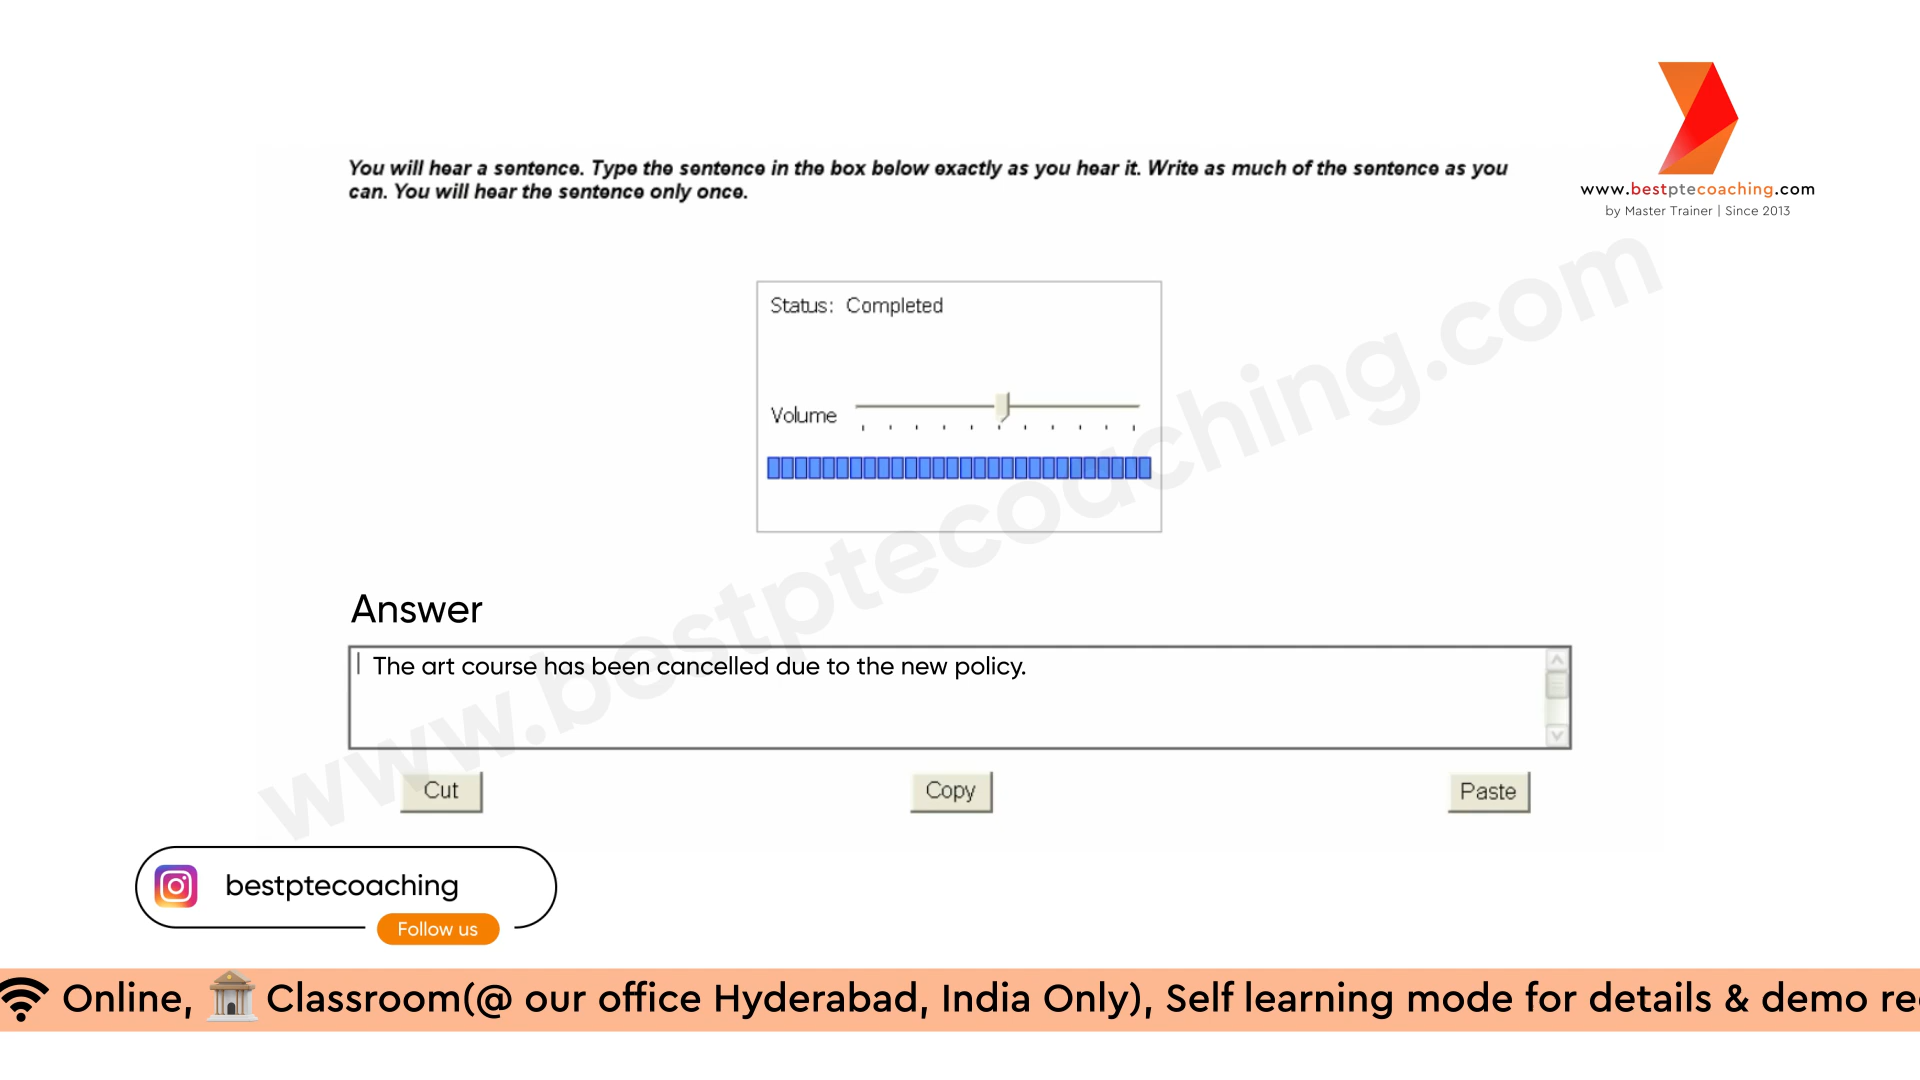 You will hear a sentence. Type the sentence in the box below exactly as you hear it. Write as much of the sentence as you
can. You will hear the sentence only once.
www.bestptecoaching.com
by Master Trainer | Since 2013
Status: Completed
Volume
www.bestptecoaching.com
Answer
The art course has been cancelled due to the new policy.
Cut
Copy
Paste
bestptecoaching
Follow us
Online, Classroom(@ our office Hyderabad, India Only), Self learning mode for details & demo